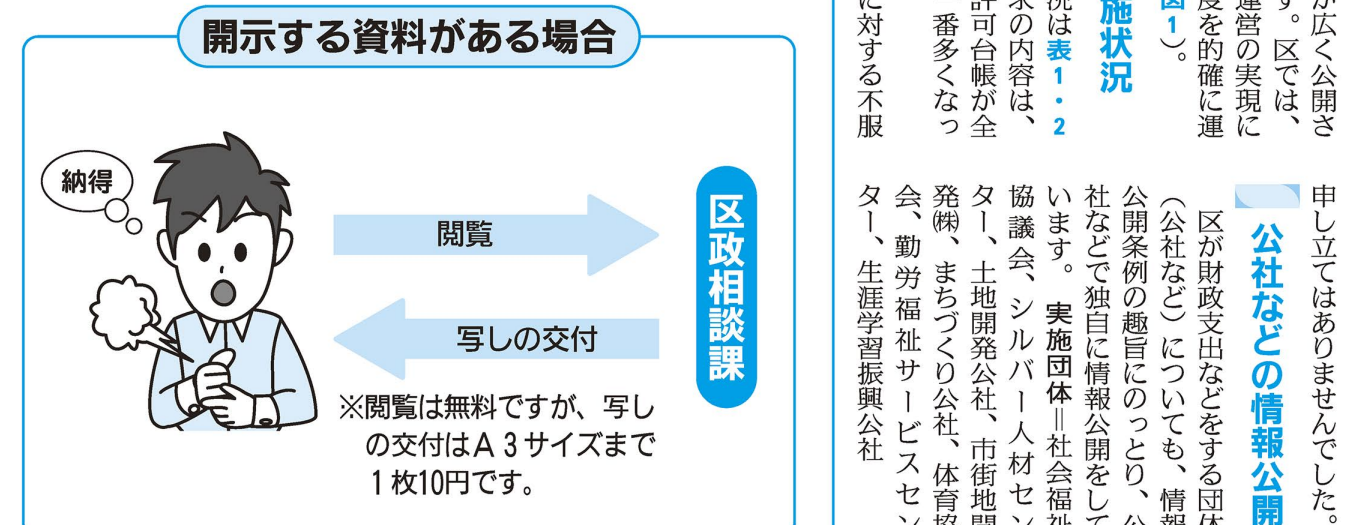 開示する資料がある場合
納得
閲覧
写しの交付
区政相談課
※閲覧は無料ですが、写し
の交付はA3サイズまで
1枚10円です。
が広く公開さ
す。区では、
運営の実現に
度を的確に運
図1）。
施状況
況は表1・2
求の内容は、
許可台帳が全
一番多くなっ
に対する不服
申し立てはありませんでした。
公社などの情報公開
区が財政支出などをする団体
（公社など）についても、情報
公開条例の趣旨にのっとり、公
社などで独自に情報公開をして
います。実施団体＝社会福祉
協議会、シルバー人材セン
ター、土地開発公社、市街地開
発㈱、まちづくり公社、体育協
会、勤労福祉サービスセン
ター、生涯学習振興公社